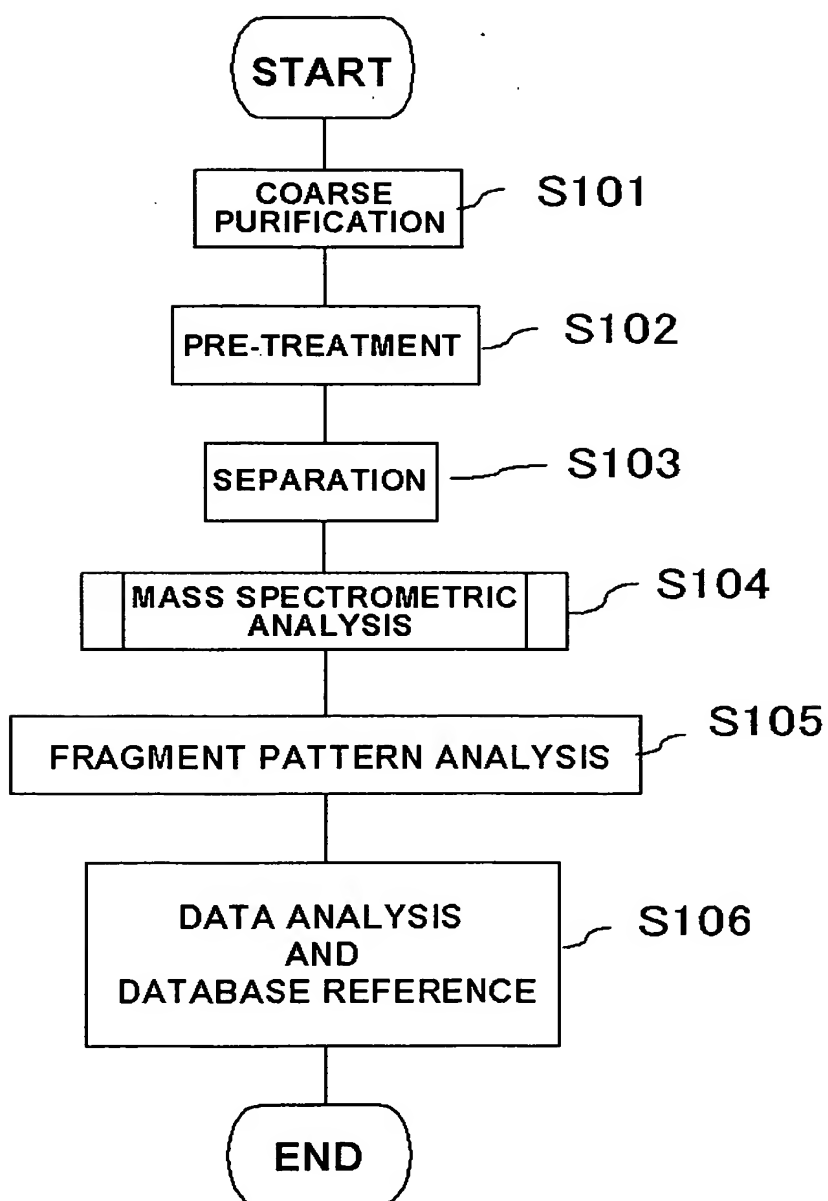 START
COARSE
PURIFICATION
S101
PRE-TREATMENT
S102
SEPARATION
S103
MASS SPECTROMETRIC
ANALYSIS
S104
FRAGMENT PATTERN ANALYSIS
S105
DATA ANALYSIS
AND
DATABASE REFERENCE
S106
END